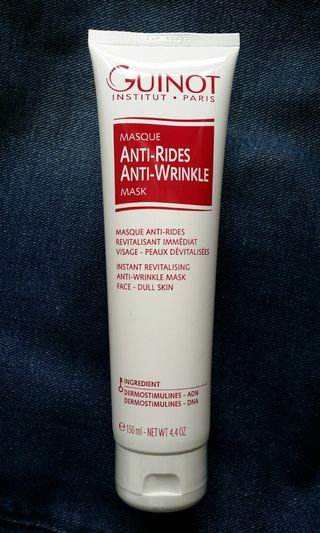 GUINOT
INSTITUT • PARIS
MASQUE
ANTI-RIDES
ANTI-WRINKLE
MASK
MASQUE ANTI-RIDES
REVITALISANT IMMÉDIAT
VISAGE - PEAUX DÉVITALISÉES
INSTANT REVITALISING
ANTI-WRINKLE MASK
FACE - DULL SKIN
INGREDIENT
DERMOSTIMULINES - ADN
DERMOSTIMULINES - DNA
℮ 150 ml - NET WT 4.4 OZ